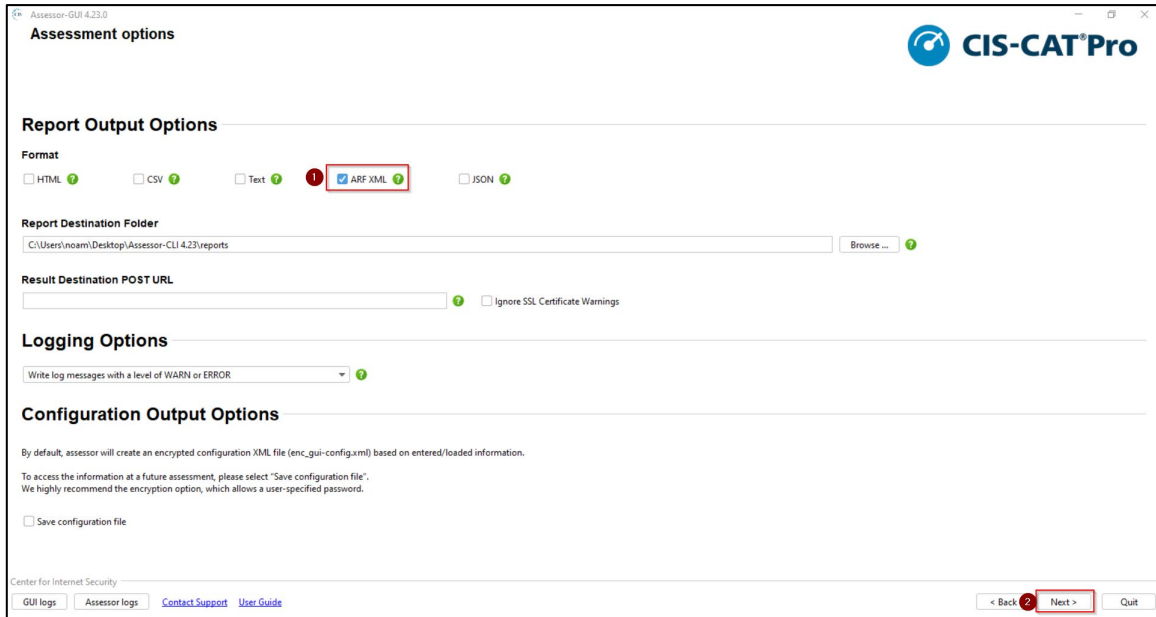 Assessor-GUI 4.23.0
Assessment options
CIS-CAT®Pro
Report Output Options
Format
HTML ? CSV ? Text ? 1 ARF XML ? JSON ?
Report Destination Folder
C:\Users\noam\Desktop\Assessor-CLI 4.23\reports Browse ... ?
Result Destination POST URL
? Ignore SSL Certificate Warnings
Logging Options
Write log messages with a level of WARN or ERROR ?
Configuration Output Options
By default, assessor will create an encrypted configuration XML file (enc_gui-config.xml) based on entered/loaded information.
To access the information at a future assessment, please select "Save configuration file".
We highly recommend the encryption option, which allows a user-specified password.
Save configuration file
Center for Internet Security
GUI logs Assessor logs Contact Support User Guide < Back 2 Next > Quit